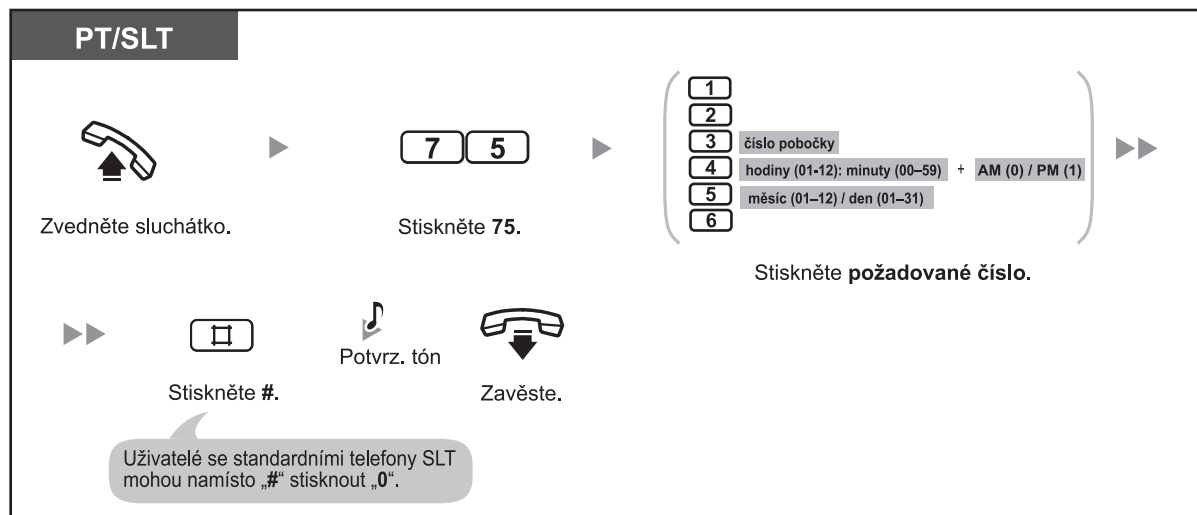 PT/SLT
Zvedněte sluchátko.
7 5
Stiskněte 75.
1
2
3 číslo pobočky
4 hodiny (01-12): minuty (00–59) + AM (0) / PM (1)
5 měsíc (01–12) / den (01–31)
6
Stiskněte požadované číslo.
Stiskněte #.
Potvrz. tón
Zavěste.
Uživatelé se standardními telefony SLT
mohou namísto „#“ stisknout „0“.